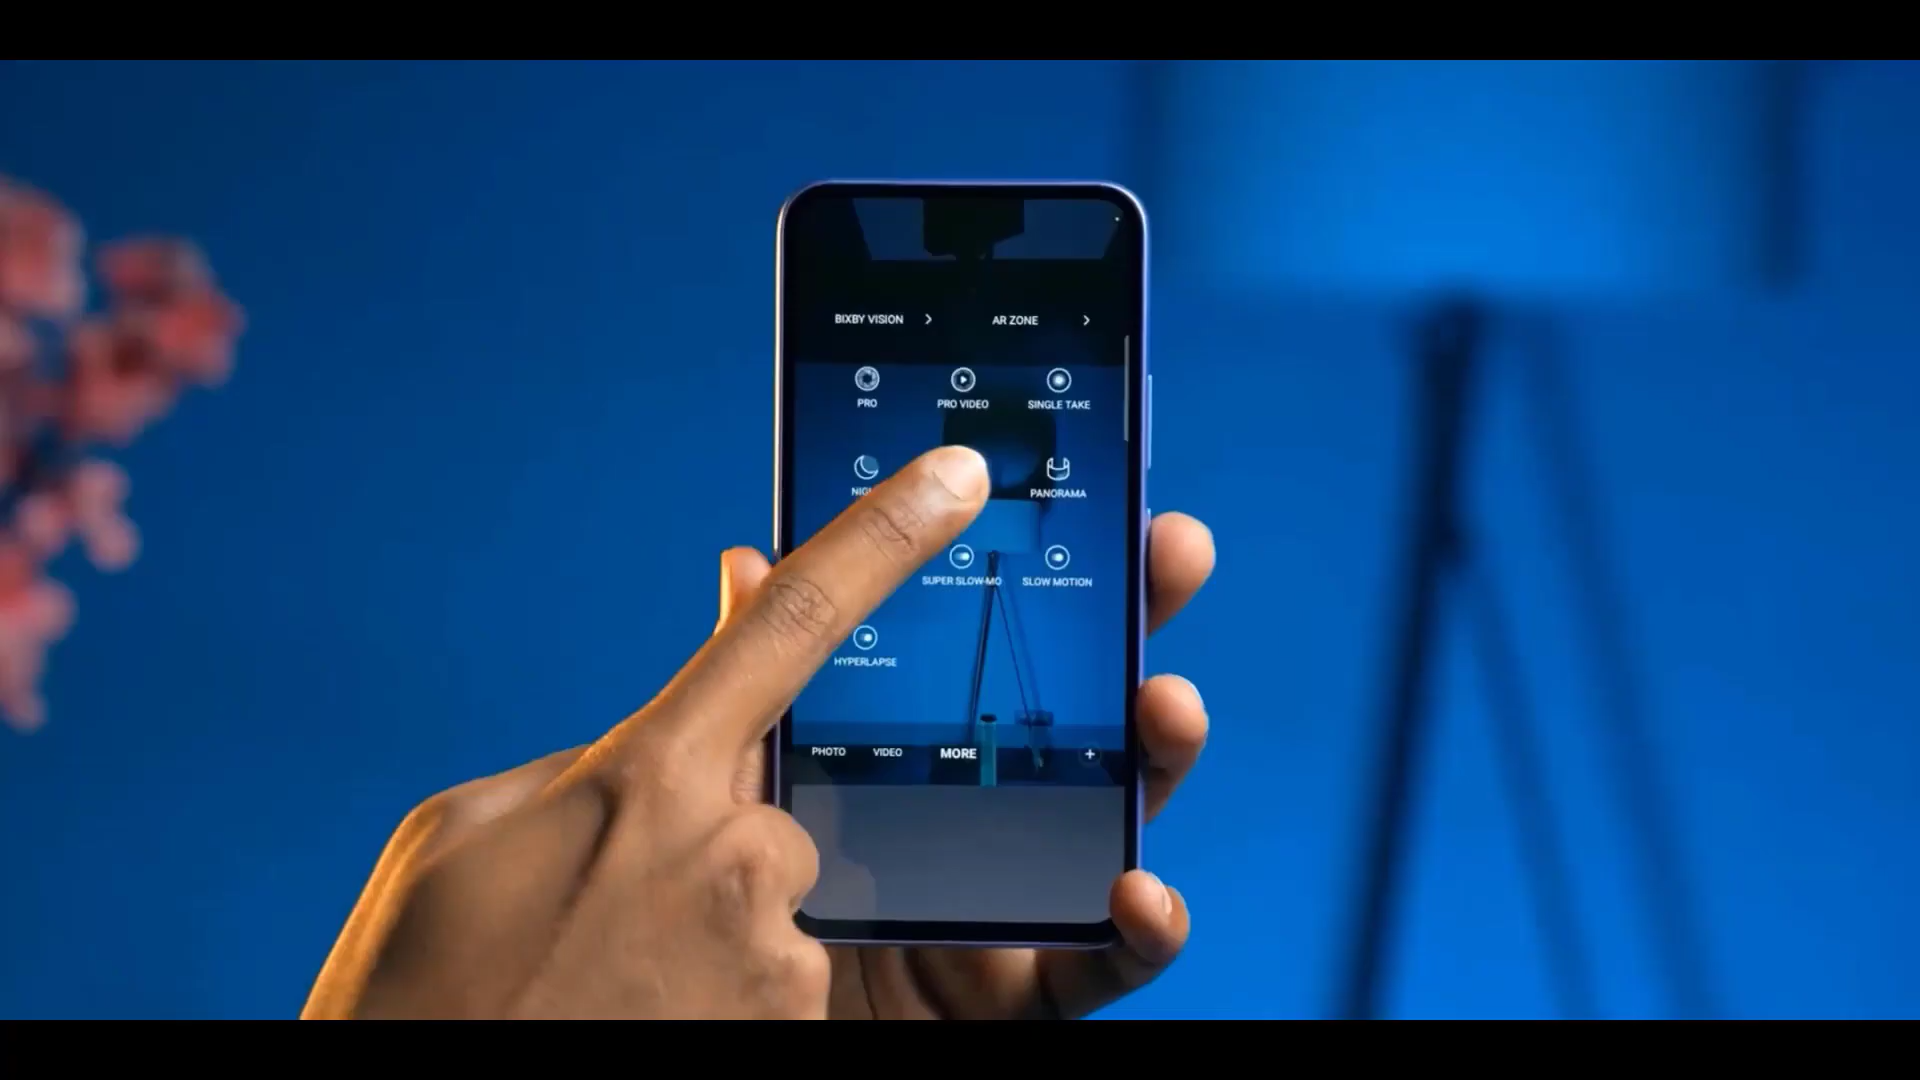 BIXBY VISION
AR ZONE
PRO
PRO VIDEO
SINGLE TAKE
PANORAMA
SUPER SLOW-MO
SLOW MOTION
HYPERLAPSE
PHOTO
VIDEO
MORE